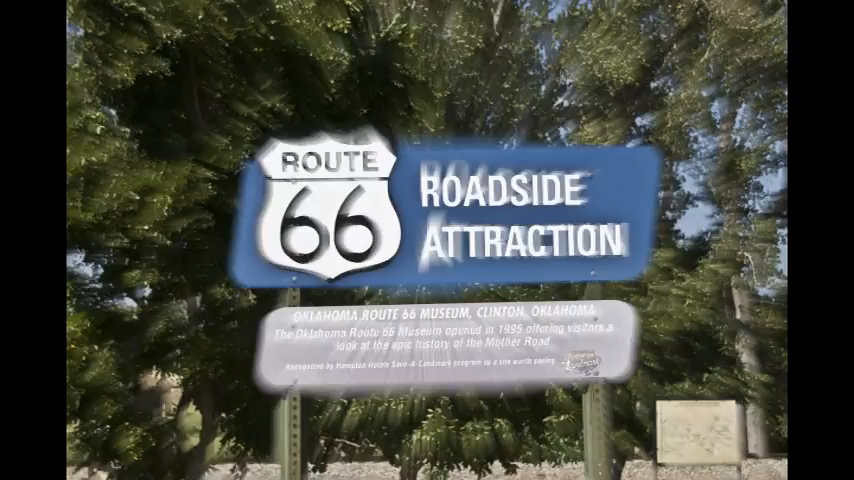 ROUTE
66
ROADSIDE
ATTRACTION
OKLAHOMA ROUTE 66 MUSEUM, CLINTON, OKLAHOMA
The Oklahoma Route 66 Museum opened in 1995 offering visitors a
look at the epic history of the Mother Road
Recognized by Hampton Hotels Save-A-Landmark program as a site worth seeing